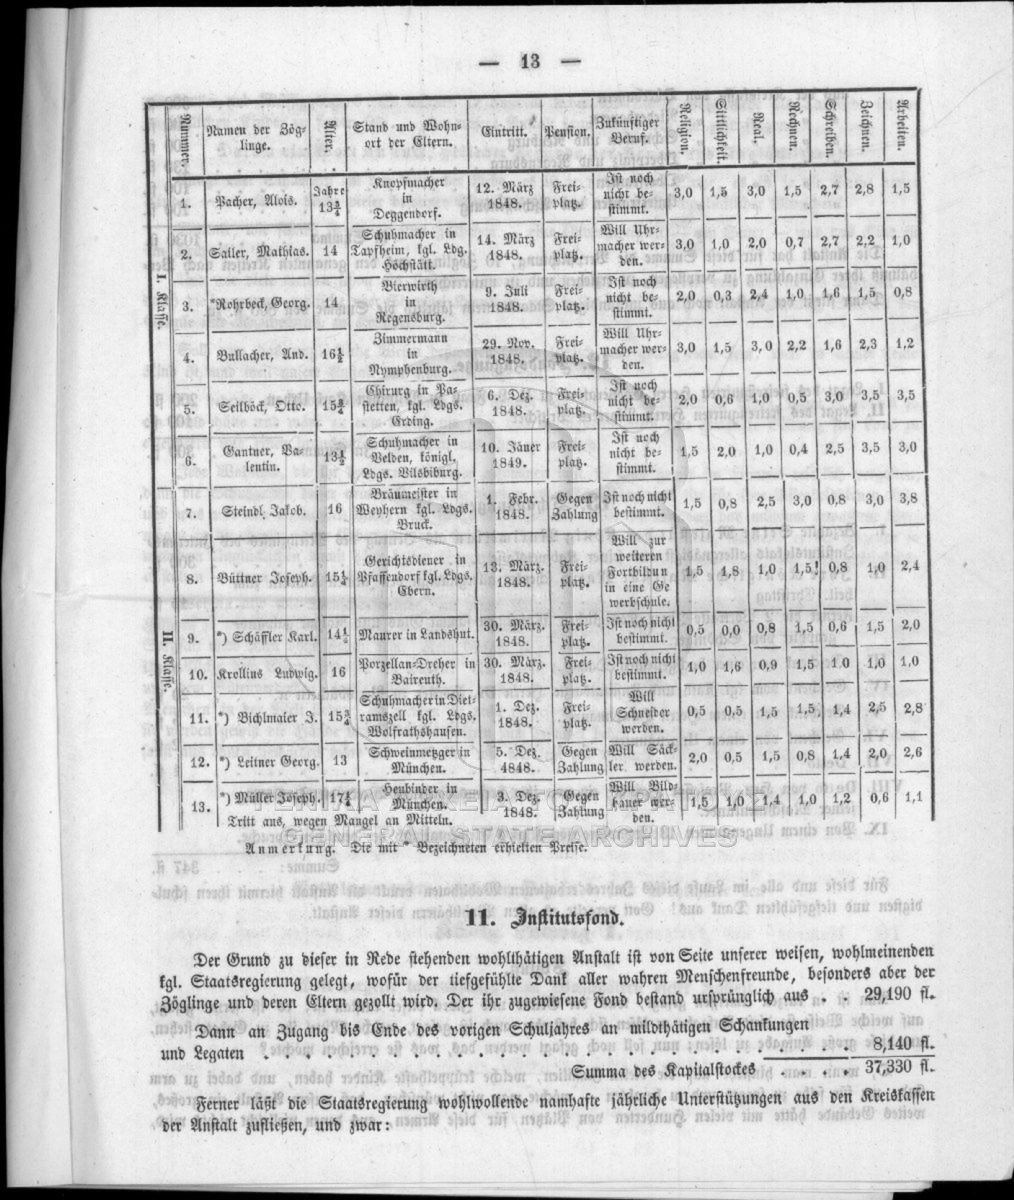 — 13 —
Nummer. Namen der Zög- Alter. Stand und Wohn- Eintritt. Pension. Zukünftiger Religion. Sittlichkeit. Real. Rechnen. Schreiben. Zeichnen. Arbeiten.
linge. ort der Eltern. Beruf.
I. Klasse.
Jahre Knopfmacher Ist noch
1. Pacher, Alois. 13¾ in 12. März Frei- nicht be- 3,0 1,5 3,0 1,5 2,7 2,8 1,5
Deggendorf. 1848. platz. stimmt.
Schuhmacher in Will Uhr-
2. Sailer, Mathias. 14 Tapfheim, kgl. Ldg. 14. März Frei- macher wer- 3,0 1,0 2,0 0,7 2,7 2,2 1,0
Höchstätt. 1848. platz. den.
Bierwirth Ist noch
3. *Rohrbeck, Georg. 14 in 9. Juli Frei- nicht be- 2,0 0,3 2,4 1,0 1,6 1,5 0,8
Regensburg. 1848. platz. stimmt.
Zimmermann Will Uhr-
4. Bullacher, And. 16½ in 29. Nov. Frei- macher wer- 3,0 1,5 3,0 2,2 1,6 2,3 1,2
Nymphenburg. 1848. platz. den.
Chirurg in Pa- Ist noch
5. Seilböck, Otto. 15¾ stetten, kgl. Ldgs. 6. Dez. Frei- nicht be- 2,0 0,6 1,0 0,5 3,0 3,5 3,5
Erding. 1848. platz. stimmt.
Gantner, Va- Schuhmacher in Ist noch
6. lentin. 13½ Velden, königl. 10. Jäner Frei- nicht be- 1,5 2,0 1,0 0,4 2,5 3,5 3,0
Ldgs. Vilsbiburg. 1849. platz. stimmt.
II. Klasse.
Bräumeister in 1. Febr. Gegen Ist noch nicht
7. Steindl Jakob. 16 Weyhern kgl. Ldgs. 1848. Zahlung bestimmt. 1,5 0,8 2,5 3,0 0,8 3,0 3,8
Bruck.
Will zur
Gerichtsdiener in weiteren
8. Büttner Joseph. 15¼ Pfaffendorf kgl. Ldgs. 13. März. Frei- Fortbildun 1,5 1,8 1,0 1,5 0,8 1,0 2,4
Ebern. 1848. platz. in eine Ge
werbschule.
9. *) Schäffler Karl. 14½ Maurer in Landshut. 30. März. Frei- Ist noch nicht 0,5 0,0 0,8 1,5 0,6 1,5 2,0
1848. platz. bestimmt.
10. Krollius Ludwig. 16 Porzellan-Dreher in 30. März. Frei- Ist noch nicht 1,0 1,6 0,9 1,5 1,0 1,0 1,0
Baireuth. 1848. platz. bestimmt.
Schuhmacher in Diet- Will
11. *) Bichlmaier J. 15¾ ramszell kgl. Ldgs. 1. Dez. Frei- Schneider 0,5 0,5 1,5 1,5 1,4 2,5 2,8
Wolfrathshausen. 1848. platz. werden.
12. *) Leitner Georg. 13 Schweinmetzger in 5. Dez. Gegen Will Säck- 2,0 0,5 1,5 0,8 1,4 2,0 2,6
München. 4848. Zahlung ler werden.
13. *) Müller Joseph. 17¼ Heubinder in 3. Dez. Gegen Will Bild- 1,5 1,0 1,4 1,0 1,2 0,6 1,1
München. 1848. Zahlung hauer wer-
Tritt aus, wegen Mangel an Mitteln. den.
GENERAL STATE ARCHIVES
Anmerkung. Die mit * Bezeichneten erhielten Preise.
11. Institutsfond.
Der Grund zu dieser in Rede stehenden wohlthätigen Anstalt ist von Seite unserer weisen, wohlmeinenden
kgl. Staatsregierung gelegt, wofür der tiefgefühlte Dank aller wahren Menschenfreunde, besonders aber der
Zöglinge und deren Eltern gezollt wird. Der ihr zugewiesene Fond bestand ursprünglich aus . . 29,190 fl.
Dann an Zugang bis Ende des vorigen Schuljahres an mildthätigen Schankungen
und Legaten . . . . . . . . . . . . . . . . 8,140 fl.
Summa des Kapitalstockes . . . . 37,330 fl.
Ferner läßt die Staatsregierung wohlwollende namhafte jährliche Unterstützungen aus den Kreiskassen
der Anstalt zufließen, und zwar: